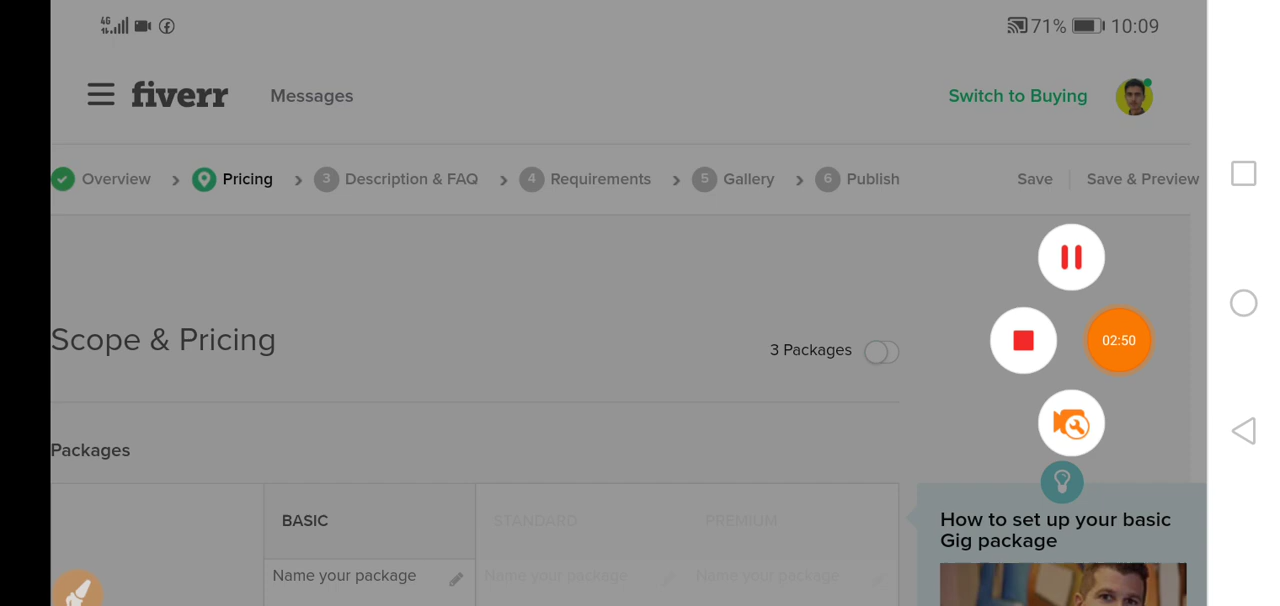 4G 71% 10:09
fiverr Messages Switch to Buying
Overview Pricing 3 Description & FAQ 4 Requirements 5 Gallery 6 Publish Save Save & Preview
Scope & Pricing
3 Packages
02:50
Packages
BASIC STANDARD PREMIUM
How to set up your basic
Gig package
Name your package Name your package Name your package